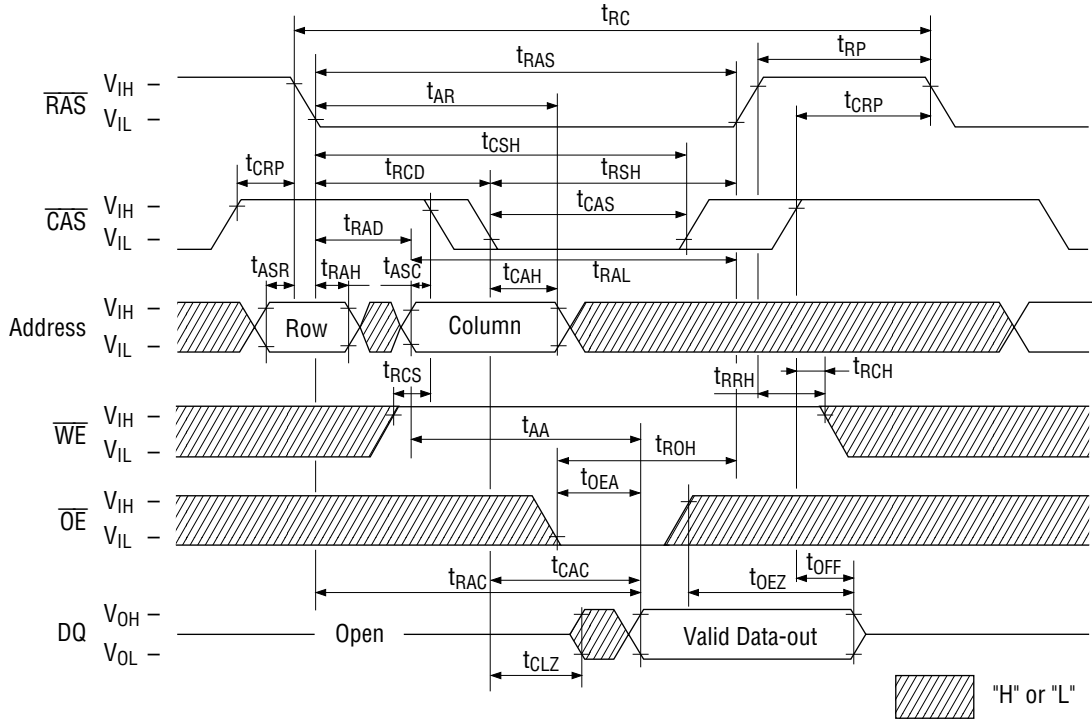 tRC
tRP
tRAS
VIH
tAR
tCRP
RAS
VIL
tCSH
tCRP
tRCD
tRSH
VIH
tCAS
CAS
VIL
tRAD
tRAL
tASR
tRAH
tASC
tCAH
VIH
Address
Row
Column
VIL
tRCS
tRRH
tRCH
VIH
WE
tAA
VIL
tROH
tOEA
VIH
OE
VIL
tCAC
tOFF
tRAC
tOEZ
VOH
DQ
Open
Valid Data-out
VOL
tCLZ
"H" or "L"